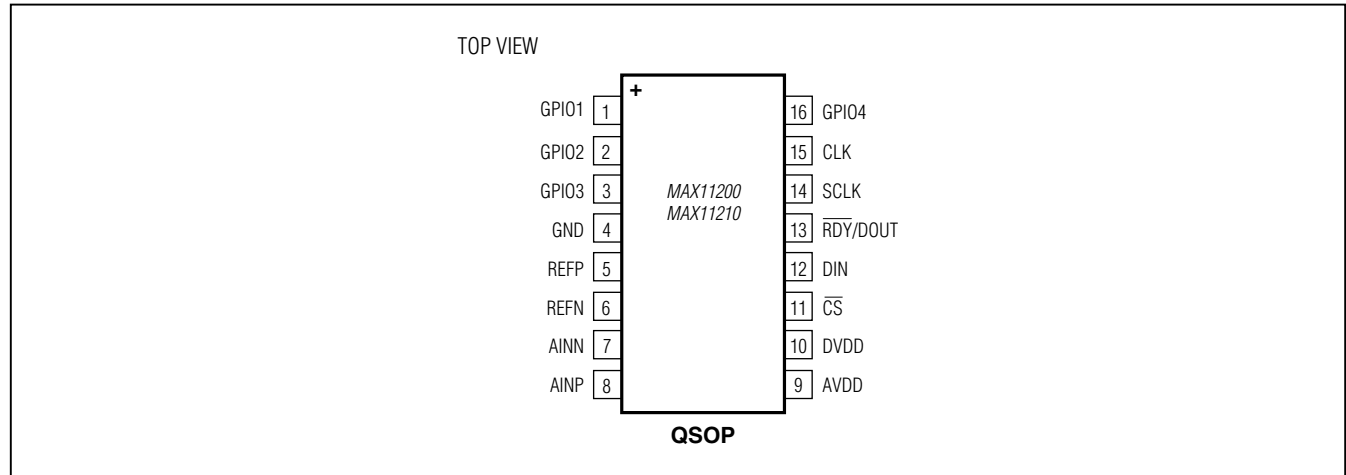 TOP VIEW
+
GPIO1 1
16 GPIO4
GPIO2 2
15 CLK
GPIO3 3
MAX11200
MAX11210
14 SCLK
GND 4
13 RDY/DOUT
REFP 5
12 DIN
REFN 6
11 CS
AINN 7
10 DVDD
AINP 8
9 AVDD
QSOP